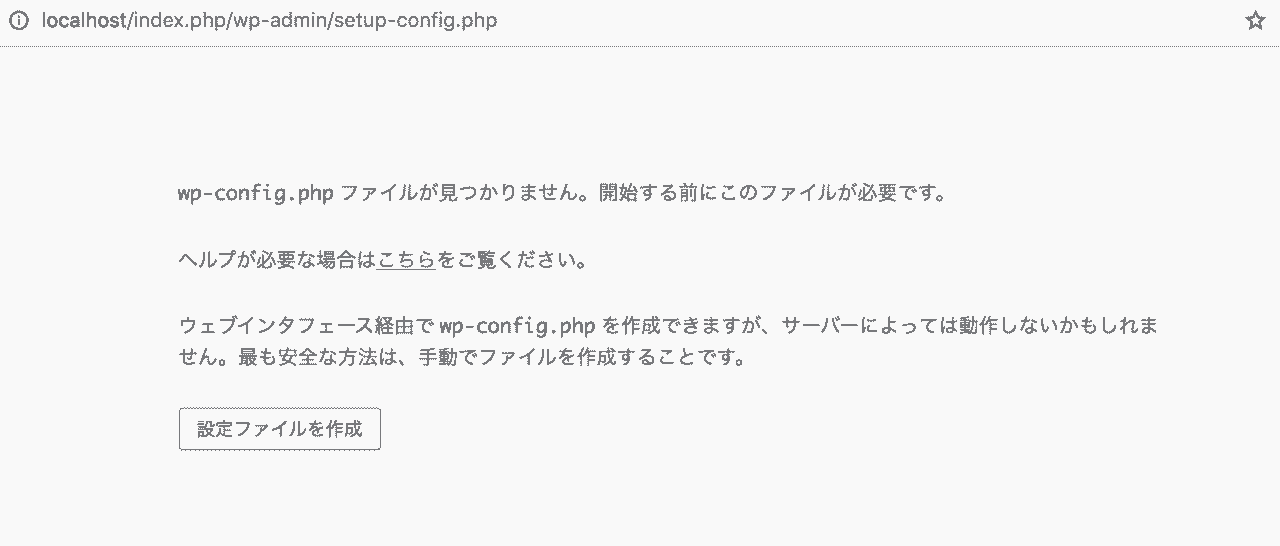 localhost/index.php/wp-admin/setup-config.php
wp-config.php ファイルが見つかりません。開始する前にこのファイルが必要です。
ヘルプが必要な場合はこちらをご覧ください。
ウェブインタフェース経由で wp-config.php を作成できますが、サーバーによっては動作しないかもしれま
せん。最も安全な方法は、手動でファイルを作成することです。
設定ファイルを作成